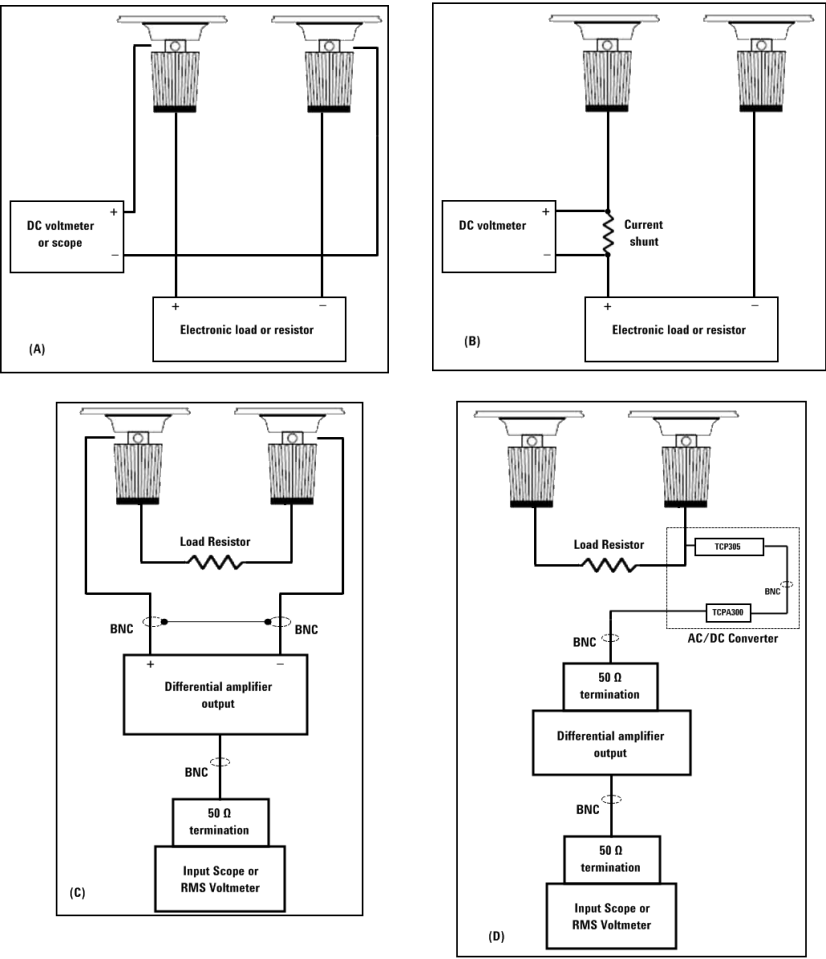 +
DC voltmeter
or scope
–
+
–
Electronic load or resistor
(A)
+
DC voltmeter
–
Current
shunt
+
–
Electronic load or resistor
(B)
Load Resistor
BNC
BNC
+
–
Differential amplifier
output
BNC
50 Ω
termination
Input Scope or
RMS Voltmeter
(C)
Load Resistor
TCP305
BNC
TCPA300
AC/DC Converter
BNC
50 Ω
termination
Differential amplifier
output
BNC
50 Ω
termination
Input Scope or
RMS Voltmeter
(D)